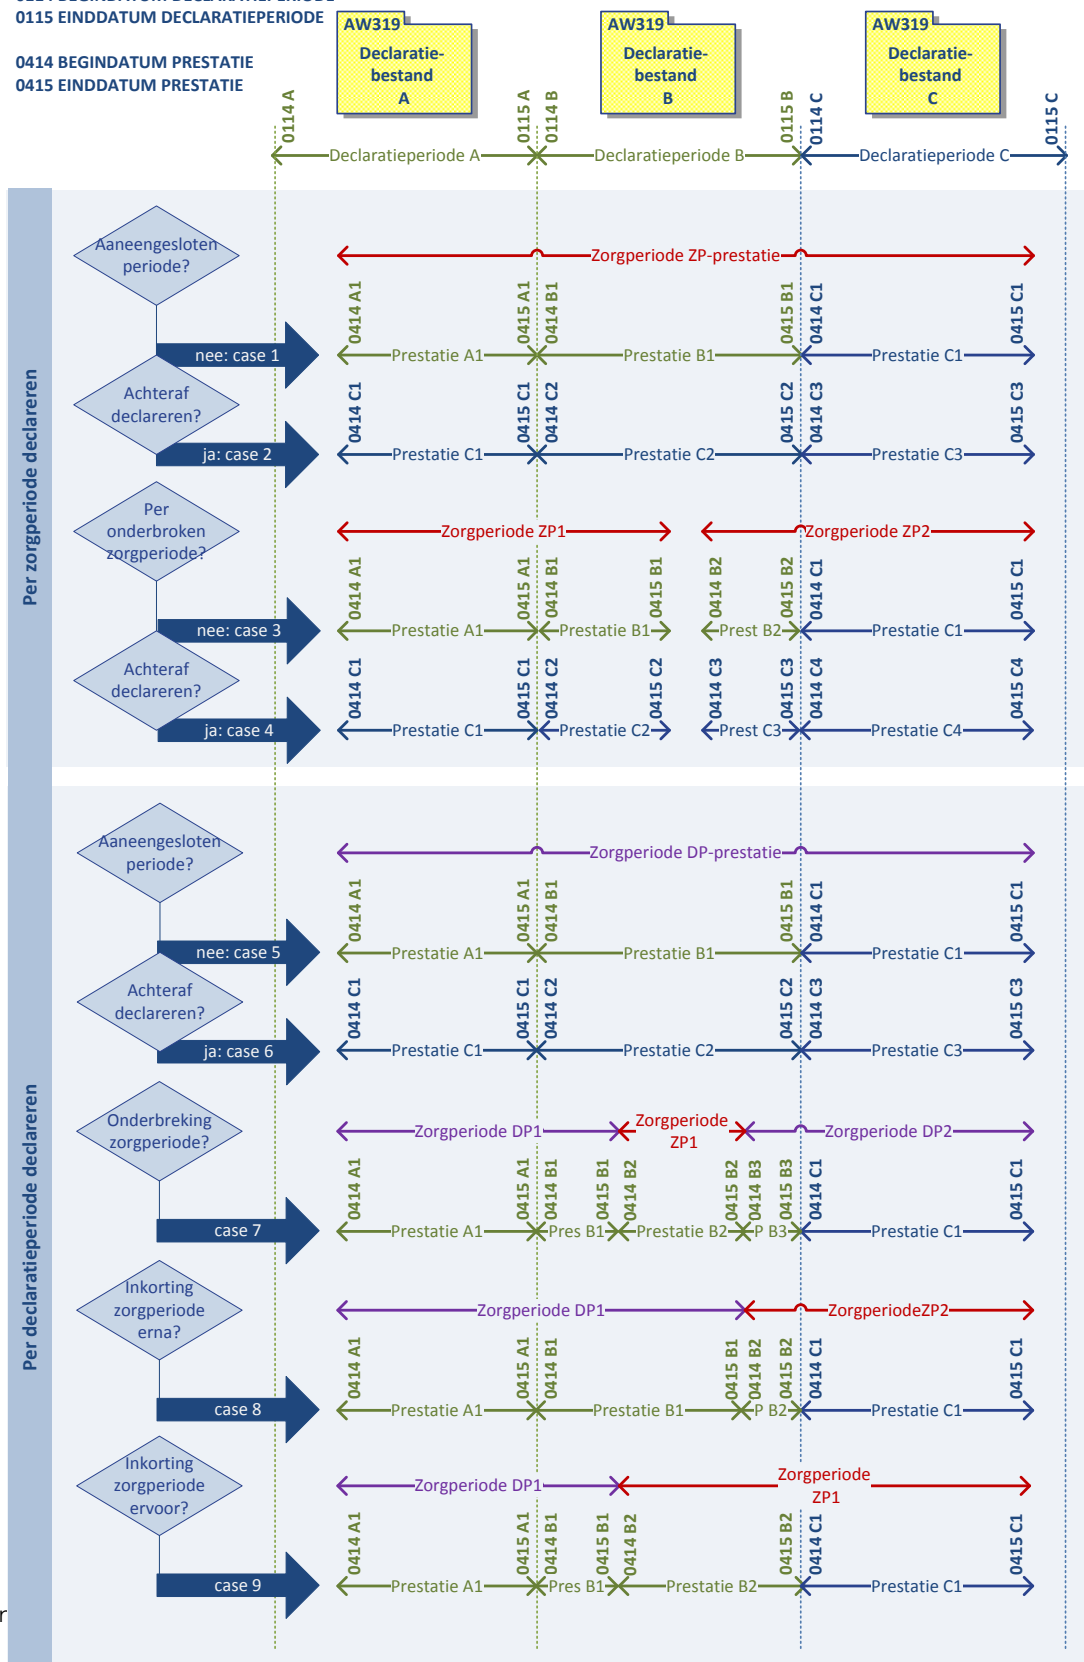 0115 EINDDATUM DECLARATIEPERIODE
0414 BEGINDATUM PRESTATIE
0415 EINDDATUM PRESTATIE
AW319
Declaratie-
bestand
A
AW319
Declaratie-
bestand
B
AW319
Declaratie-
bestand
C
0114 A
0115 A
0114 B
0115 B
0114 C
0115 C
Declaratieperiode A
Declaratieperiode B
Declaratieperiode C
Per zorgperiode declareren
Aaneengesloten
periode?
Zorgperiode ZP-prestatie
0414 A1
0415 A1
0414 B1
0415 B1
0414 C1
0415 C1
nee: case 1
Prestatie A1
Prestatie B1
Prestatie C1
Achteraf
declareren?
0414 C1
0415 C1
0414 C2
0415 C2
0414 C3
0415 C3
ja: case 2
Prestatie C1
Prestatie C2
Prestatie C3
Per
onderbroken
zorgperiode?
Zorgperiode ZP1
Zorgperiode ZP2
0414 A1
0415 A1
0414 B1
0415 B1
0414 B2
0415 B2
0414 C1
0415 C1
nee: case 3
Prestatie A1
Prestatie B1
Prest B2
Prestatie C1
Achteraf
declareren?
0414 C1
0415 C1
0414 C2
0415 C2
0414 C3
0415 C3
0414 C4
0415 C4
ja: case 4
Prestatie C1
Prestatie C2
Prest C3
Prestatie C4
Per declaratieperiode declareren
Aaneengesloten
periode?
Zorgperiode DP-prestatie
0414 A1
0415 A1
0414 B1
0415 B1
0414 C1
0415 C1
nee: case 5
Prestatie A1
Prestatie B1
Prestatie C1
Achteraf
declareren?
0414 C1
0415 C1
0414 C2
0415 C2
0414 C3
0415 C3
ja: case 6
Prestatie C1
Prestatie C2
Prestatie C3
Onderbreking
zorgperiode?
Zorgperiode DP1
Zorgperiode
ZP1
Zorgperiode DP2
0414 A1
0415 A1
0414 B1
0415 B1
0414 B2
0415 B2
0414 B3
0415 B3
0414 C1
0415 C1
case 7
Prestatie A1
Pres B1
Prestatie B2
P B3
Prestatie C1
Inkorting
zorgperiode
erna?
Zorgperiode DP1
ZorgperiodeZP2
0414 A1
0415 A1
0414 B1
0415 B1
0414 B2
0415 B2
0414 C1
0415 C1
case 8
Prestatie A1
Prestatie B1
P B2
Prestatie C1
Inkorting
zorgperiode
ervoor?
Zorgperiode DP1
Zorgperiode
ZP1
0414 A1
0415 A1
0414 B1
0415 B1
0414 B2
0415 B2
0414 C1
0415 C1
case 9
Prestatie A1
Pres B1
Prestatie B2
Prestatie C1
r